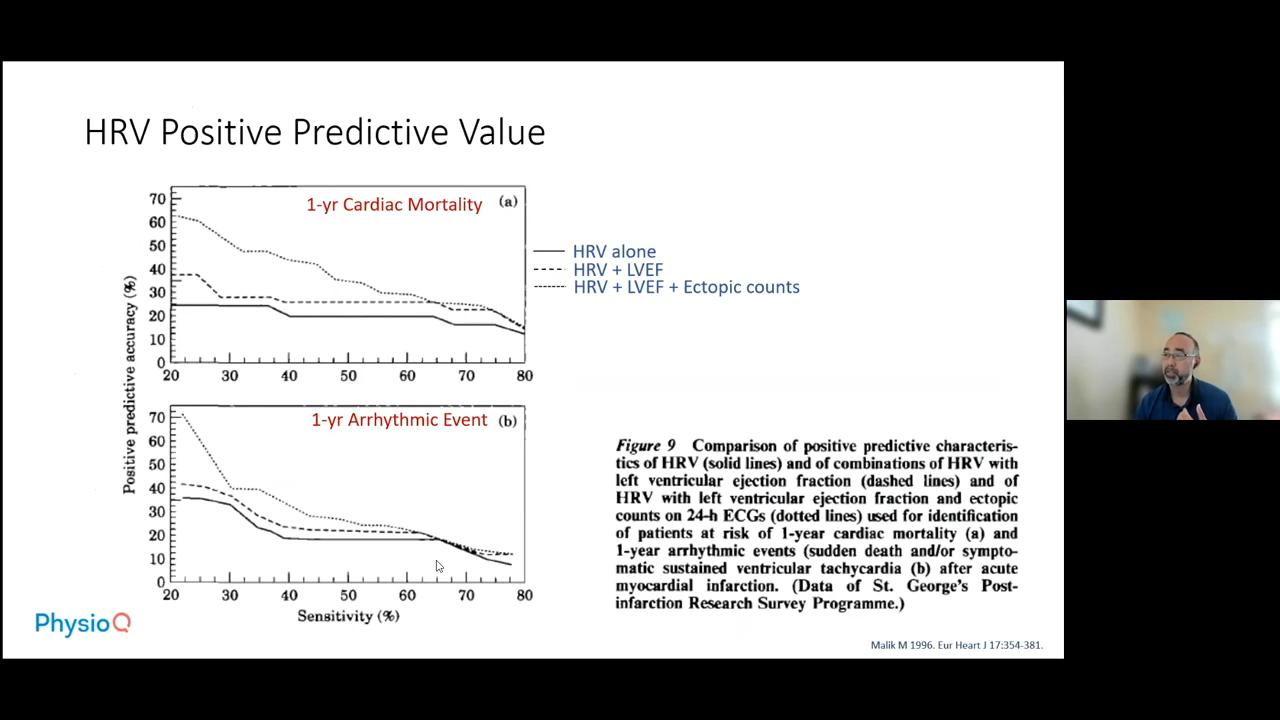 HRV Positive Predictive Value
Positive predictive accuracy (%)
70
60
50
40
30
20
10
0
1-yr Cardiac Mortality (a)
20 30 40 50 60 70 80
HRV alone
HRV + LVEF
HRV + LVEF + Ectopic counts
70
60
50
40
30
20
10
0
1-yr Arrhythmic Event (b)
20 30 40 50 60 70 80
Sensitivity (%)
Figure 9 Comparison of positive predictive characteris-
tics of HRV (solid lines) and of combinations of HRV with
left ventricular ejection fraction (dashed lines) and of
HRV with left ventricular ejection fraction and ectopic
counts on 24-h ECGs (dotted lines) used for identification
of patients at risk of 1-year cardiac mortality (a) and
1-year arrhythmic events (sudden death and/or sympto-
matic sustained ventricular tachycardia (b) after acute
myocardial infarction. (Data of St. George's Post-
infarction Research Survey Programme.)
PhysioQ
Malik M 1996. Eur Heart J 17:354-381.